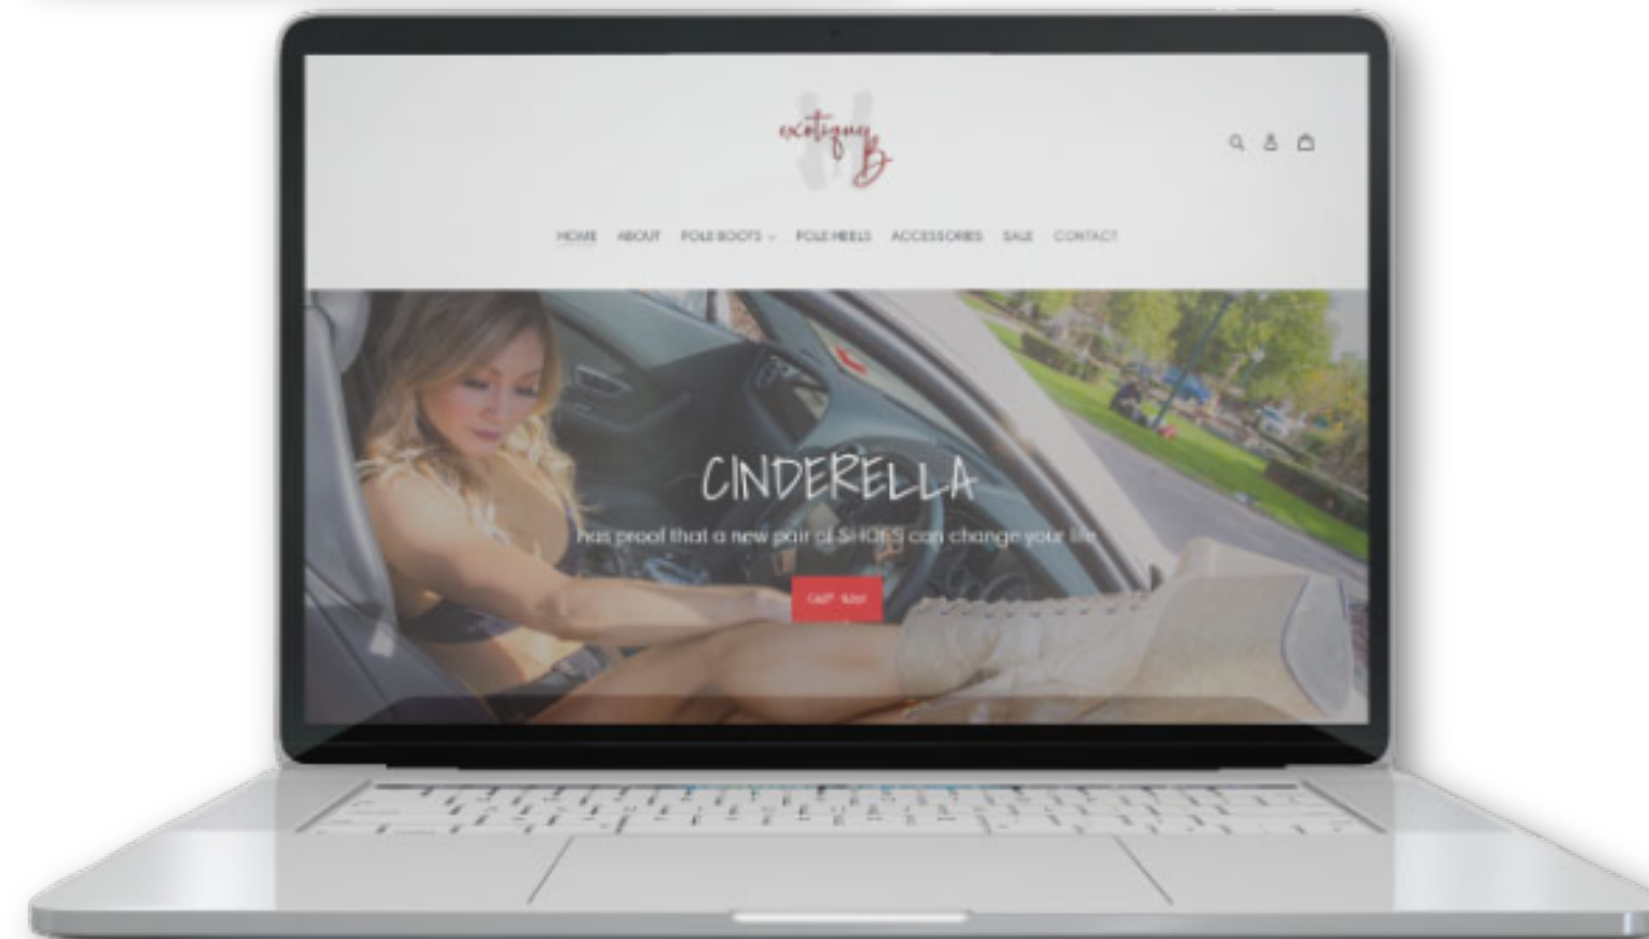 exotique
B
HOME ABOUT POLE BOOTS POLE HEELS ACCESSORIES SALE CONTACT
CINDERELLA
has proof that a new pair of SHOES can change your life